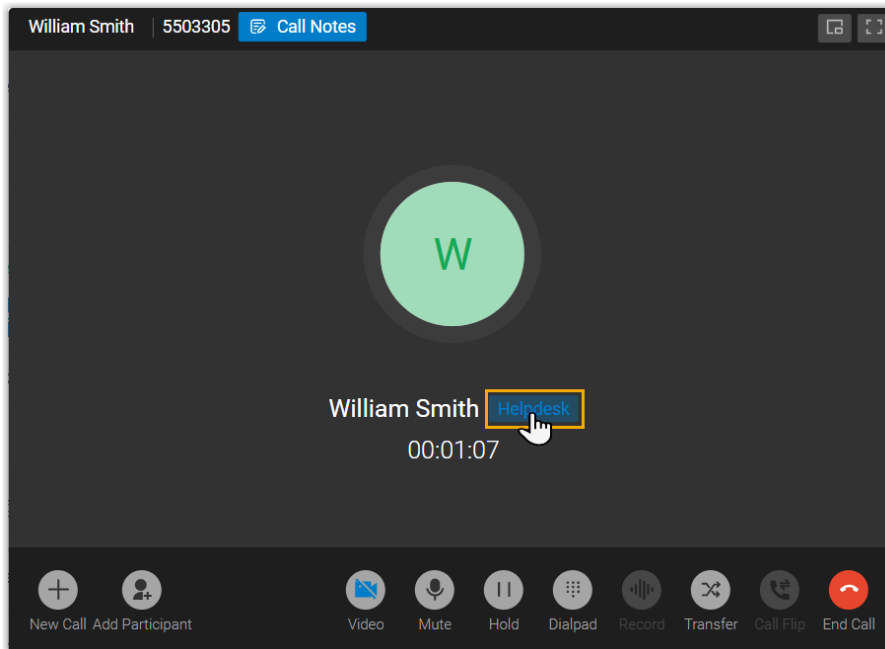 William Smith 5503305 Call Notes
W
William Smith Helpdesk
00:01:07
New Call Add Participant Video Mute Hold Dialpad Record Transfer Call Flip End Call